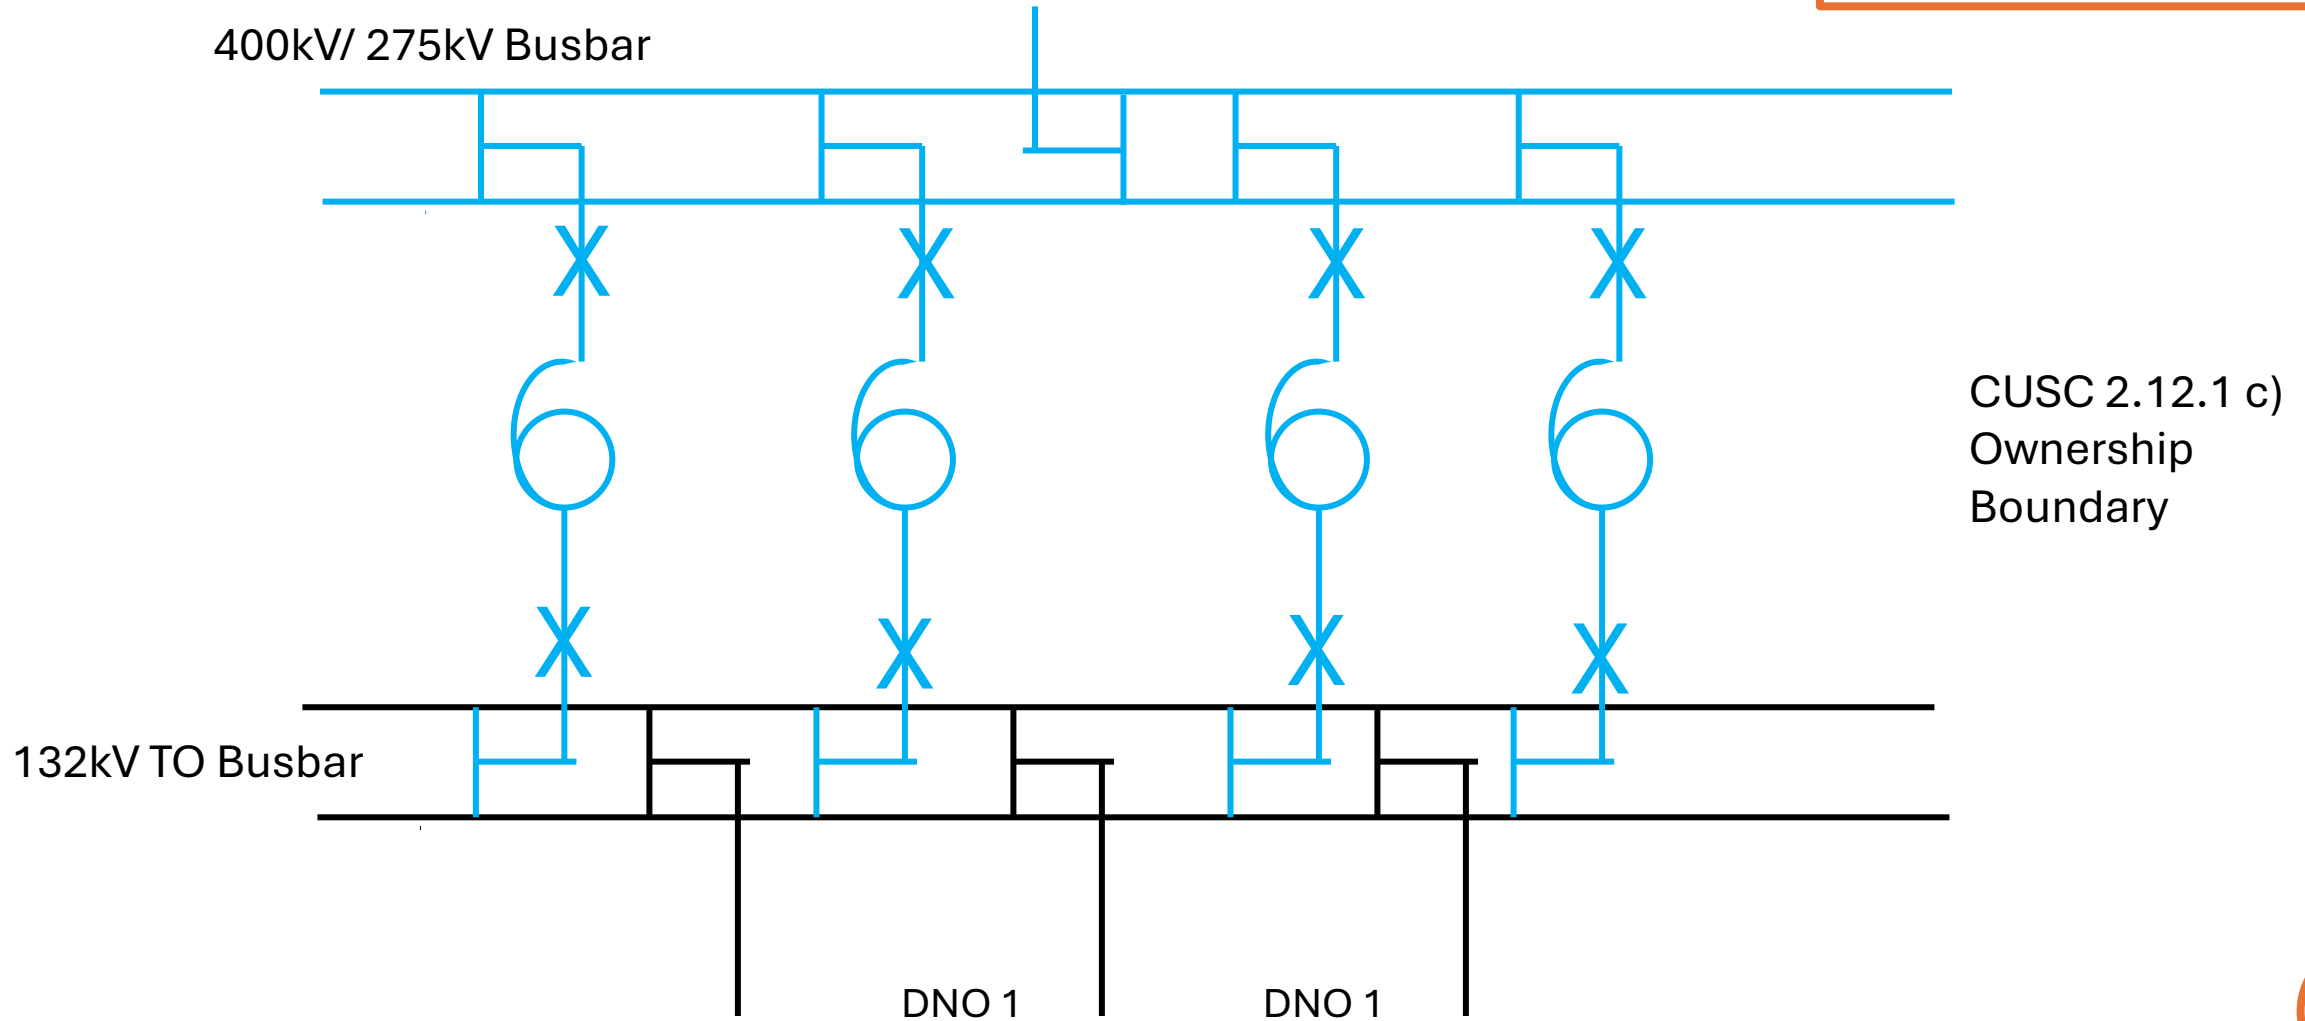 400kV/ 275kV Busbar
CUSC 2.12.1 c)
Ownership
Boundary
132kV TO Busbar
DNO 1
DNO 1